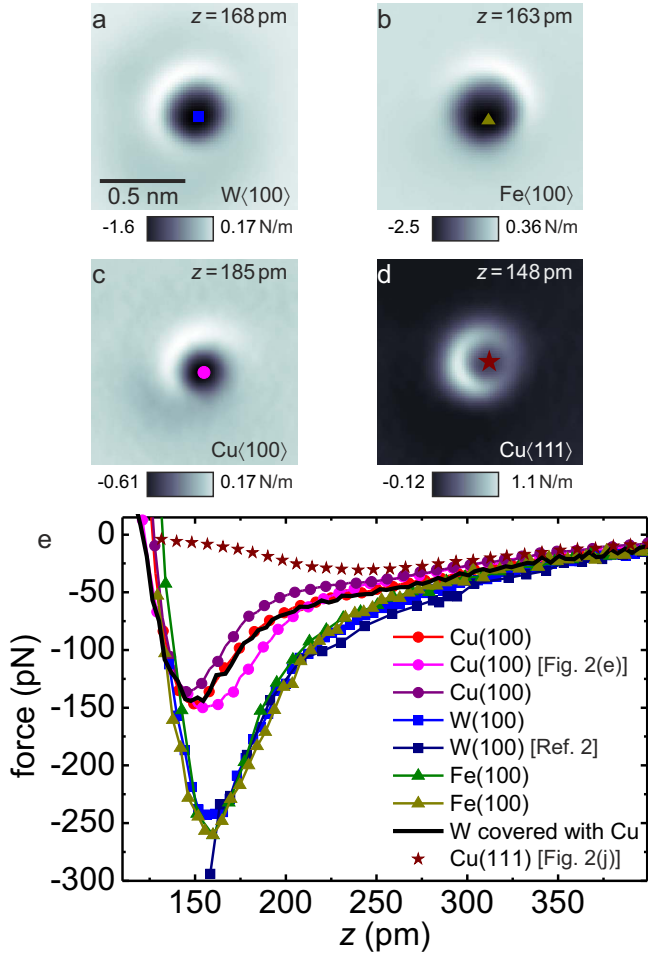 a
z = 168 pm
0.5 nm
W⟨100⟩
-1.6
0.17 N/m
b
z = 163 pm
Fe⟨100⟩
-2.5
0.36 N/m
c
z = 185 pm
Cu⟨100⟩
-0.61
0.17 N/m
d
z = 148 pm
Cu⟨111⟩
-0.12
1.1 N/m
e
0
-50
-100
-150
-200
-250
-300
force (pN)
Cu(100)
Cu(100) [Fig. 2(e)]
Cu(100)
W(100)
W(100) [Ref. 2]
Fe(100)
Fe(100)
W covered with Cu
Cu(111) [Fig. 2(j)]
150 200 250 300 350
z (pm)